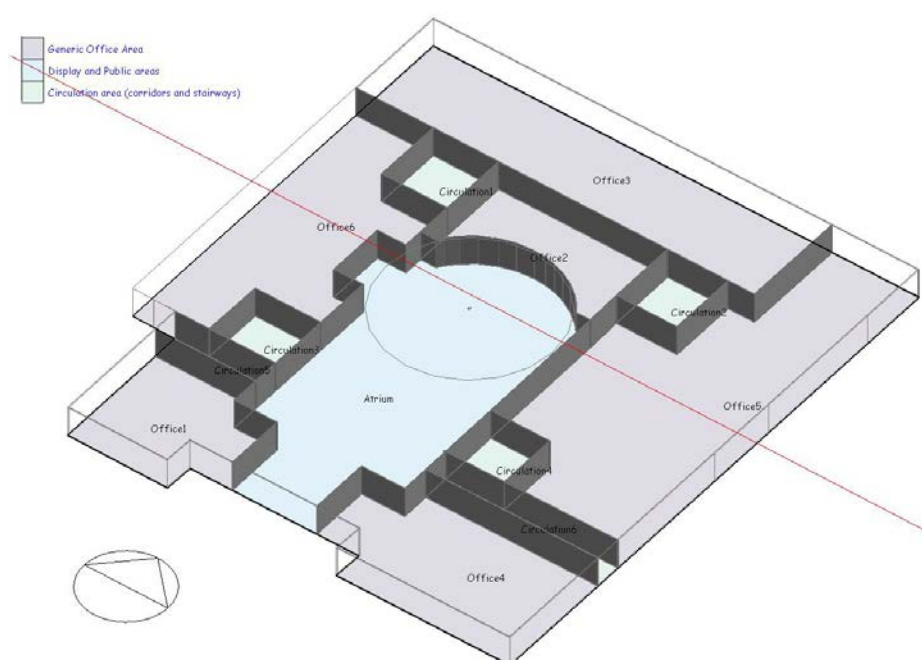 Generic Office Area
Display and Public areas
Circulation area (corridors and stairways)
Office3
Circulation1
Office6
Office2
Circulation2
Circulation3
Circulation5
Atrium
Office5
Office1
Circulation4
Circulation6
Office4